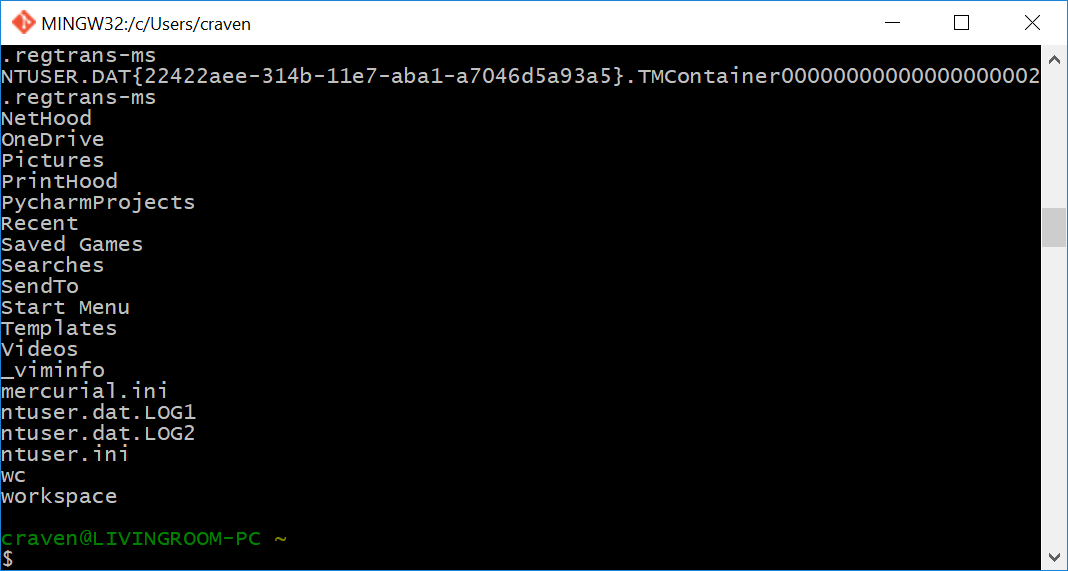 MINGW32:/c/Users/craven
.regtrans-ms
NTUSER.DAT{22422aee-314b-11e7-aba1-a7046d5a93a5}.TMContainer00000000000000000002
.regtrans-ms
NetHood
OneDrive
Pictures
PrintHood
PycharmProjects
Recent
Saved Games
Searches
SendTo
Start Menu
Templates
Videos
_viminfo
mercurial.ini
ntuser.dat.LOG1
ntuser.dat.LOG2
ntuser.ini
wc
workspace
craven@LIVINGROOM-PC ~
$